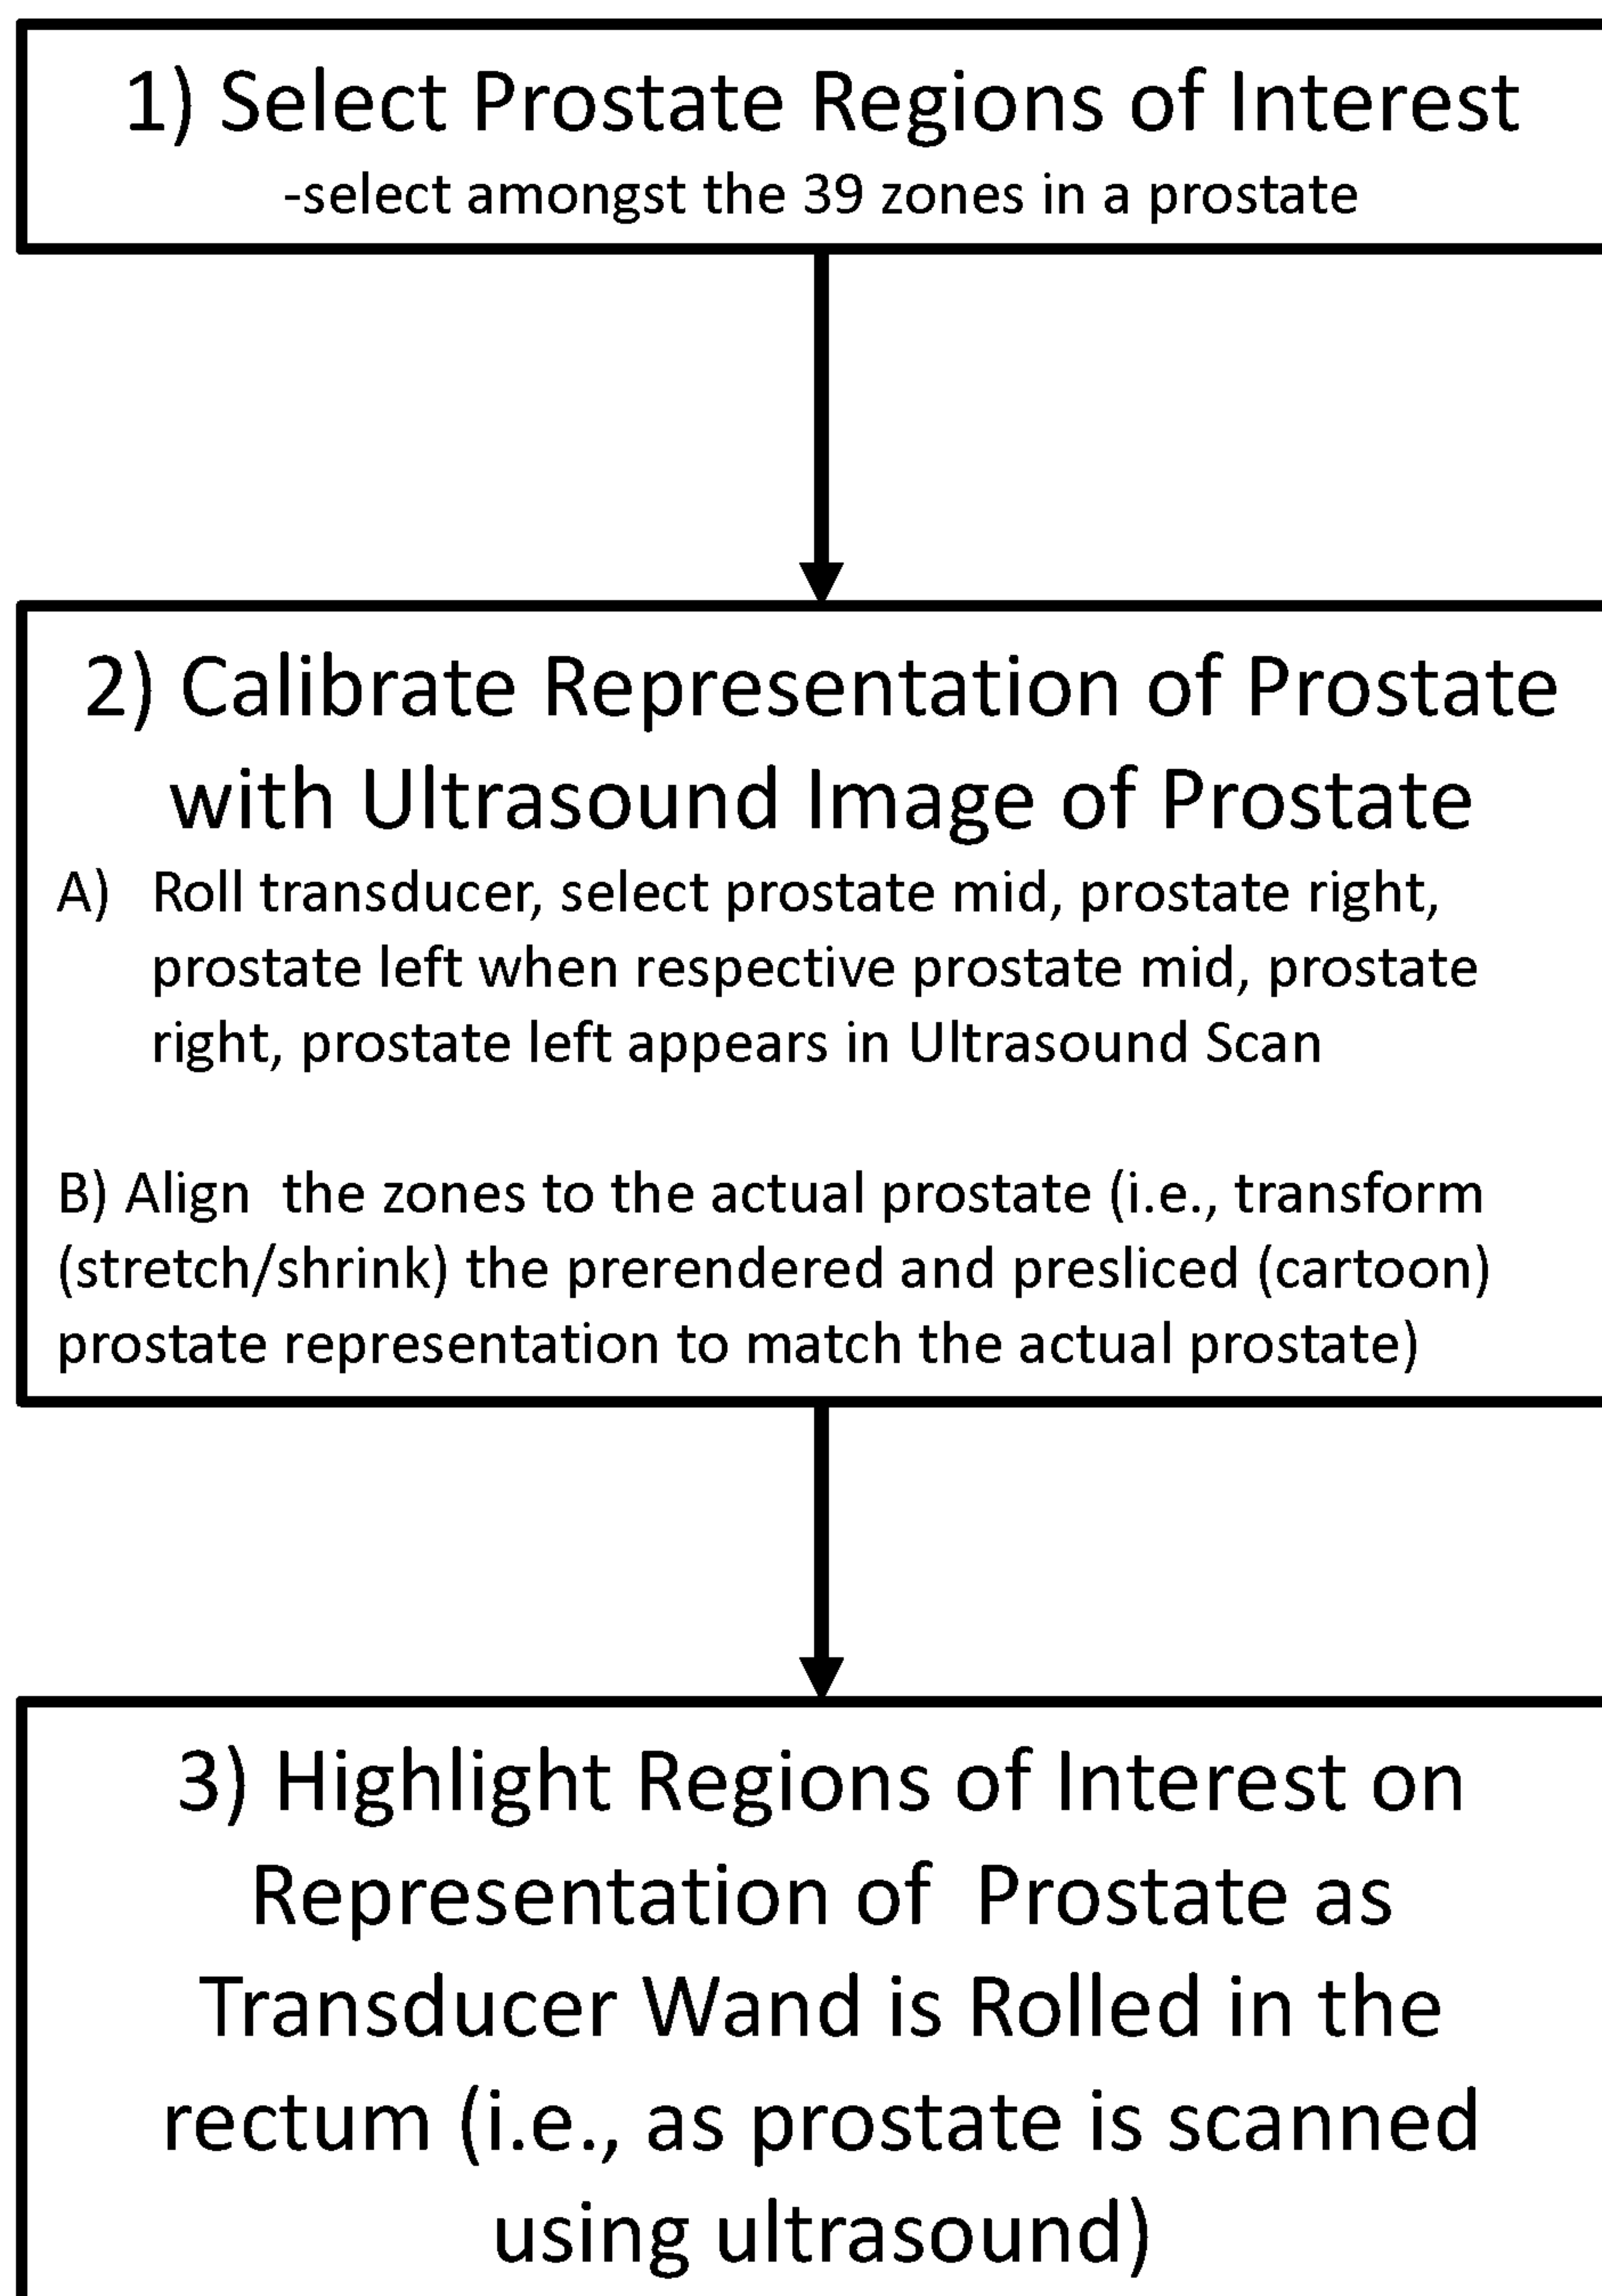 1) Select Prostate Regions of Interest
-select amongst the 39 zones in a prostate
2) Calibrate Representation of Prostate
with Ultrasound Image of Prostate
A) Roll transducer, select prostate mid, prostate right,
prostate left when respective prostate mid, prostate
right, prostate left appears in Ultrasound Scan
B) Align the zones to the actual prostate (i.e., transform
(stretch/shrink) the prerendered and presliced (cartoon)
prostate representation to match the actual prostate)
3) Highlight Regions of Interest on
Representation of Prostate as
Transducer Wand is Rolled in the
rectum (i.e., as prostate is scanned
using ultrasound)